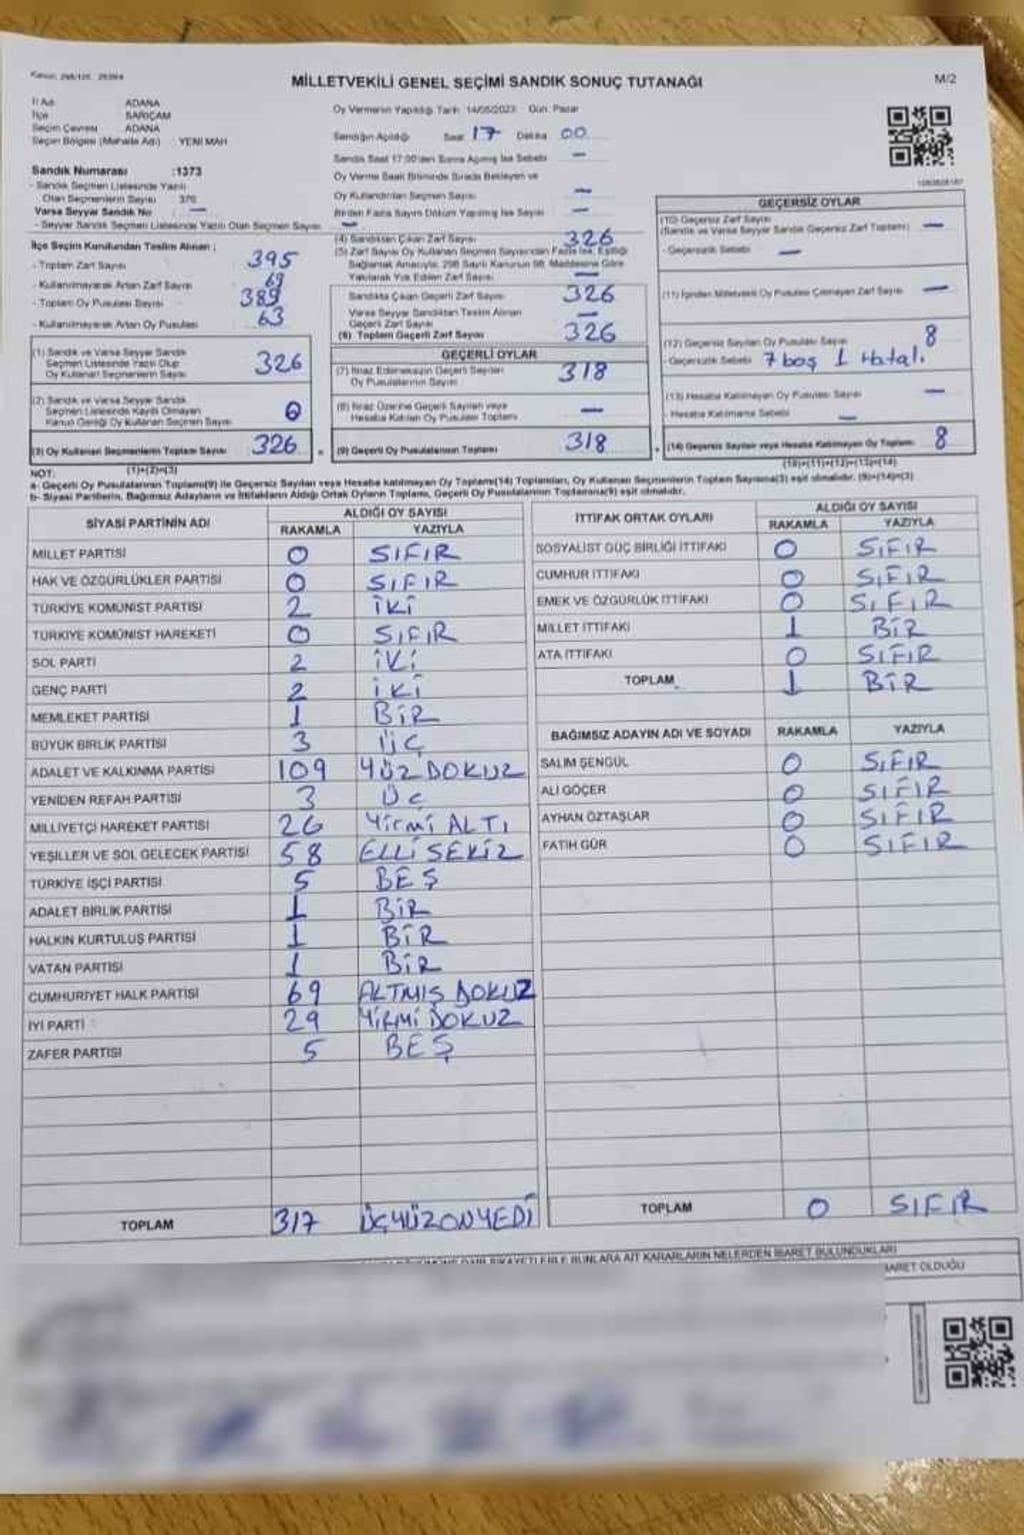 Kanun: 298/105
MİLLETVEKİLİ GENEL SEÇİMİ SANDIK SONUÇ TUTANAĞI
M/2
İl Adı ADANA
İlçe SARIÇAM
Seçim Çevresi ADANA
Seçim Bölgesi (Mahalle Adı) YENİ MAH
Sandık Numarası :1373
- Sandık Seçmen Listesinde Yazılı
Olan Seçmenlerin Sayısı : 370
Varsa Seyyar Sandık No : —
- Seyyar Sandık Seçmen Listesinde Yazılı Olan Seçmen Sayısı —
İlçe Seçim Kurulundan Teslim Alınan ;
- Toplam Zarf Sayısı 395
- Kullanılmayarak Artan Zarf Sayısı 69
- Toplam Oy Pusulası Sayısı 389
- Kullanılmayarak Artan Oy Pusulası 63
(1) Sandık ve Varsa Seyyar Sandık
Seçmen Listesinde Yazılı Olup
Oy Kullanan Seçmenlerin Sayısı 326
(2) Sandık ve Varsa Seyyar Sandık
Seçmen Listesinde Kayıtlı Olmayan
Kanun Gereği Oy Kullanan Seçmen Sayısı 0
(3) Oy Kullanan Seçmenlerin Toplam Sayısı 326
(1)+(2)=(3)
Oy Vermenin Yapıldığı Tarih: 14/05/2023 Gün: Pazar
Sandığın Açıldığı Saat 17 Dakika 00
Sandık Saat 17:00'den Sonra Açılmış İse Sebebi —
Oy Verme Saati Bitiminde Sırada Bekleyen ve
Oy Kullandırılan Seçmen Sayısı —
Birden Fazla Sayım Döküm Yapılmış İse Sayısı —
(4) Sandıktan Çıkan Zarf Sayısı 326
(5) Zarf Sayısı Oy Kullanan Seçmen Sayısından Fazla İse, Eşitliği
Sağlamak Amacıyla, 298 Sayılı Kanunun 98. Maddesine Göre
Yakılarak Yok Edilen Zarf Sayısı —
Sandıkta Çıkan Geçerli Zarf Sayısı 326
Varsa Seyyar Sandıktan Teslim Alınan
Geçerli Zarf Sayısı —
(6) Toplam Geçerli Zarf Sayısı 326
GEÇERLİ OYLAR
(7) İtiraz Edilmeksizin Geçerli Sayılan
Oy Pusulalarının Sayısı 318
(8) İtiraz Üzerine Geçerli Sayılan veya
Hesaba Katılan Oy Pusulası Toplamı —
(9) Geçerli Oy Pusulalarının Toplamı 318
GEÇERSİZ OYLAR
(10) Geçersiz Zarf Sayısı
(Sandık ve Varsa Seyyar Sandık Geçersiz Zarf Toplamı) —
- Geçersizlik Sebebi —
(11) İçinden Milletvekili Oy Pusulası Çıkmayan Zarf Sayısı —
(12) Geçersiz Sayılan Oy Pusulası Sayısı 8
- Geçersizlik Sebebi 7 boş 1 Hatalı
(13) Hesaba Katılmayan Oy Pusulası Sayısı —
- Hesaba Katılmama Sebebi —
(14) Geçersiz Sayılan veya Hesaba Katılmayan Oy Toplamı 8
(10)+(11)+(12)+(13)=(14)
NOT:
a- Geçerli Oy Pusulalarının Toplamı(9) ile Geçersiz Sayılan veya Hesaba Katılmayan Oy Toplamı(14) Toplamları, Oy Kullanan Seçmenlerin Toplam Sayısına(3) eşit olmalıdır. (9)+(14)=(3)
b- Siyasi Partilerin, Bağımsız Adayların ve İttifakların Aldığı Ortak Oyların Toplamı, Geçerli Oy Pusulalarının Toplamına(9) eşit olmalıdır.
SİYASİ PARTİNİN ADI ALDIĞI OY SAYISI
RAKAMLA YAZIYLA
MİLLET PARTİSİ 0 SIFIR
HAK VE ÖZGÜRLÜKLER PARTİSİ 0 SIFIR
TÜRKİYE KOMÜNİST PARTİSİ 2 İKİ
TÜRKİYE KOMÜNİST HAREKETİ 0 SIFIR
SOL PARTİ 2 İKİ
GENÇ PARTİ 2 İKİ
MEMLEKET PARTİSİ 1 BİR
BÜYÜK BİRLİK PARTİSİ 3 ÜÇ
ADALET VE KALKINMA PARTİSİ 109 YÜZ DOKUZ
YENİDEN REFAH PARTİSİ 3 ÜÇ
MİLLİYETÇİ HAREKET PARTİSİ 26 YİRMİ ALTI
YEŞİLLER VE SOL GELECEK PARTİSİ 58 ELLİ SEKİZ
TÜRKİYE İŞÇİ PARTİSİ 5 BEŞ
ADALET BİRLİK PARTİSİ 1 BİR
HALKIN KURTULUŞ PARTİSİ 1 BİR
VATAN PARTİSİ 1 BİR
CUMHURİYET HALK PARTİSİ 69 ALTMIŞ DOKUZ
İYİ PARTİ 29 YİRMİ DOKUZ
ZAFER PARTİSİ 5 BEŞ
TOPLAM 317 ÜÇYÜZONYEDİ
İTTİFAK ORTAK OYLARI ALDIĞI OY SAYISI
RAKAMLA YAZIYLA
SOSYALİST GÜÇ BİRLİĞİ İTTİFAKI 0 SIFIR
CUMHUR İTTİFAKI 0 SIFIR
EMEK VE ÖZGÜRLÜK İTTİFAKI 0 SIFIR
MİLLET İTTİFAKI 1 BİR
ATA İTTİFAKI 0 SIFIR
TOPLAM 1 BİR
BAĞIMSIZ ADAYIN ADI VE SOYADI RAKAMLA YAZIYLA
SALİM ŞENGÜL 0 SIFIR
ALİ GÖÇER 0 SIFIR
AYHAN ÖZTAŞLAR 0 SIFIR
FATİH GÜR 0 SIFIR
TOPLAM 0 SIFIR
ŞİKAYETLERLE BUNLARA AİT KARARLARIN NELERDEN İBARET BULUNDUKLARI
İBARET OLDUĞU